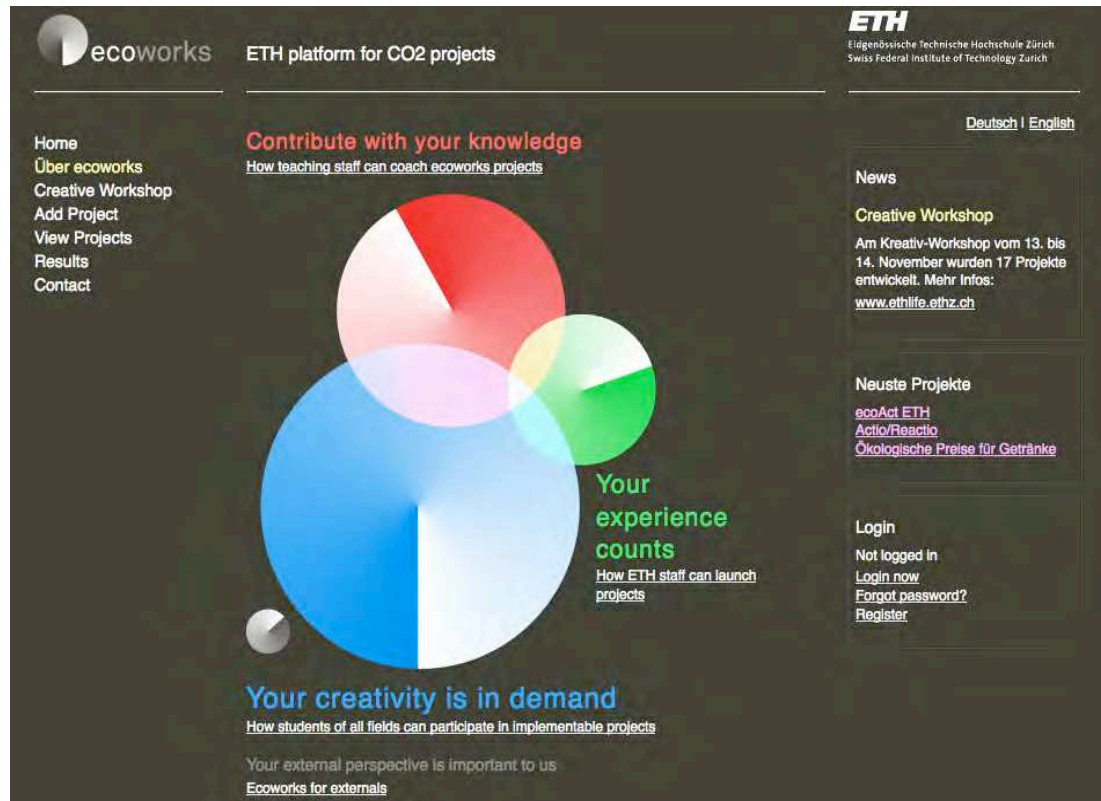 ecoworks
ETH platform for CO2 projects
ETH
Eidgenössische Technische Hochschule Zürich
Swiss Federal Institute of Technology Zurich
Deutsch | English
Home
Über ecoworks
Creative Workshop
Add Project
View Projects
Results
Contact
Contribute with your knowledge
How teaching staff can coach ecoworks projects
Your
experience
counts
How ETH staff can launch
projects
Your creativity is in demand
How students of all fields can participate in implementable projects
Your external perspective is important to us
Ecoworks for externals
News
Creative Workshop
Am Kreativ-Workshop vom 13. bis
14. November wurden 17 Projekte
entwickelt. Mehr Infos:
www.ethlife.ethz.ch
Neuste Projekte
ecoAct ETH
Actio/Reactio
Ökologische Preise für Getränke
Login
Not logged in
Login now
Forgot password?
Register